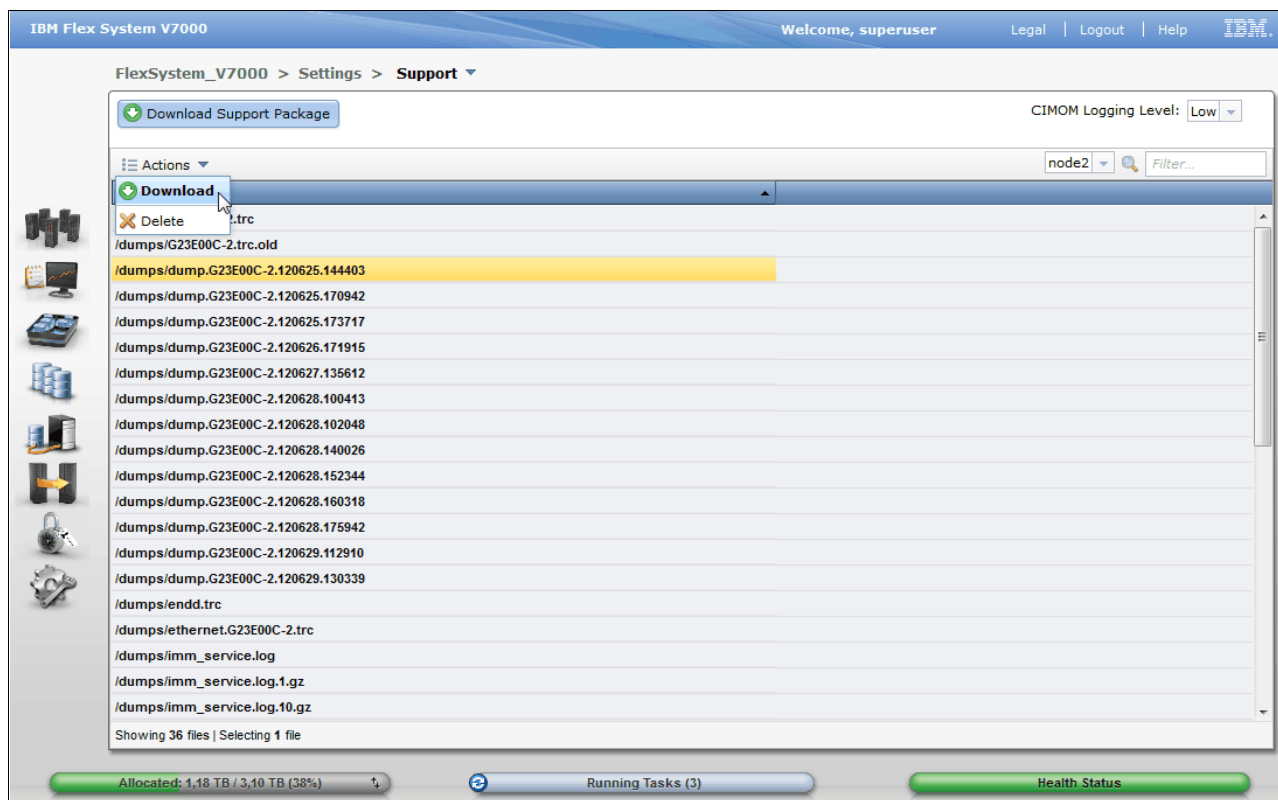 IBM Flex System V7000
Welcome, superuser
Legal | Logout | Help
IBM.
FlexSystem_V7000 > Settings > Support
Download Support Package
CIMOM Logging Level: Low
Actions
node2
Filter...
Download
Delete
2.trc
/dumps/G23E00C-2.trc.old
/dumps/dump.G23E00C-2.120625.144403
/dumps/dump.G23E00C-2.120625.170942
/dumps/dump.G23E00C-2.120625.173717
/dumps/dump.G23E00C-2.120626.171915
/dumps/dump.G23E00C-2.120627.135612
/dumps/dump.G23E00C-2.120628.100413
/dumps/dump.G23E00C-2.120628.102048
/dumps/dump.G23E00C-2.120628.140026
/dumps/dump.G23E00C-2.120628.152344
/dumps/dump.G23E00C-2.120628.160318
/dumps/dump.G23E00C-2.120628.175942
/dumps/dump.G23E00C-2.120629.112910
/dumps/dump.G23E00C-2.120629.130339
/dumps/endd.trc
/dumps/ethernet.G23E00C-2.trc
/dumps/imm_service.log
/dumps/imm_service.log.1.gz
/dumps/imm_service.log.10.gz
Showing 36 files | Selecting 1 file
Allocated: 1,18 TB / 3,10 TB (38%)
Running Tasks (3)
Health Status